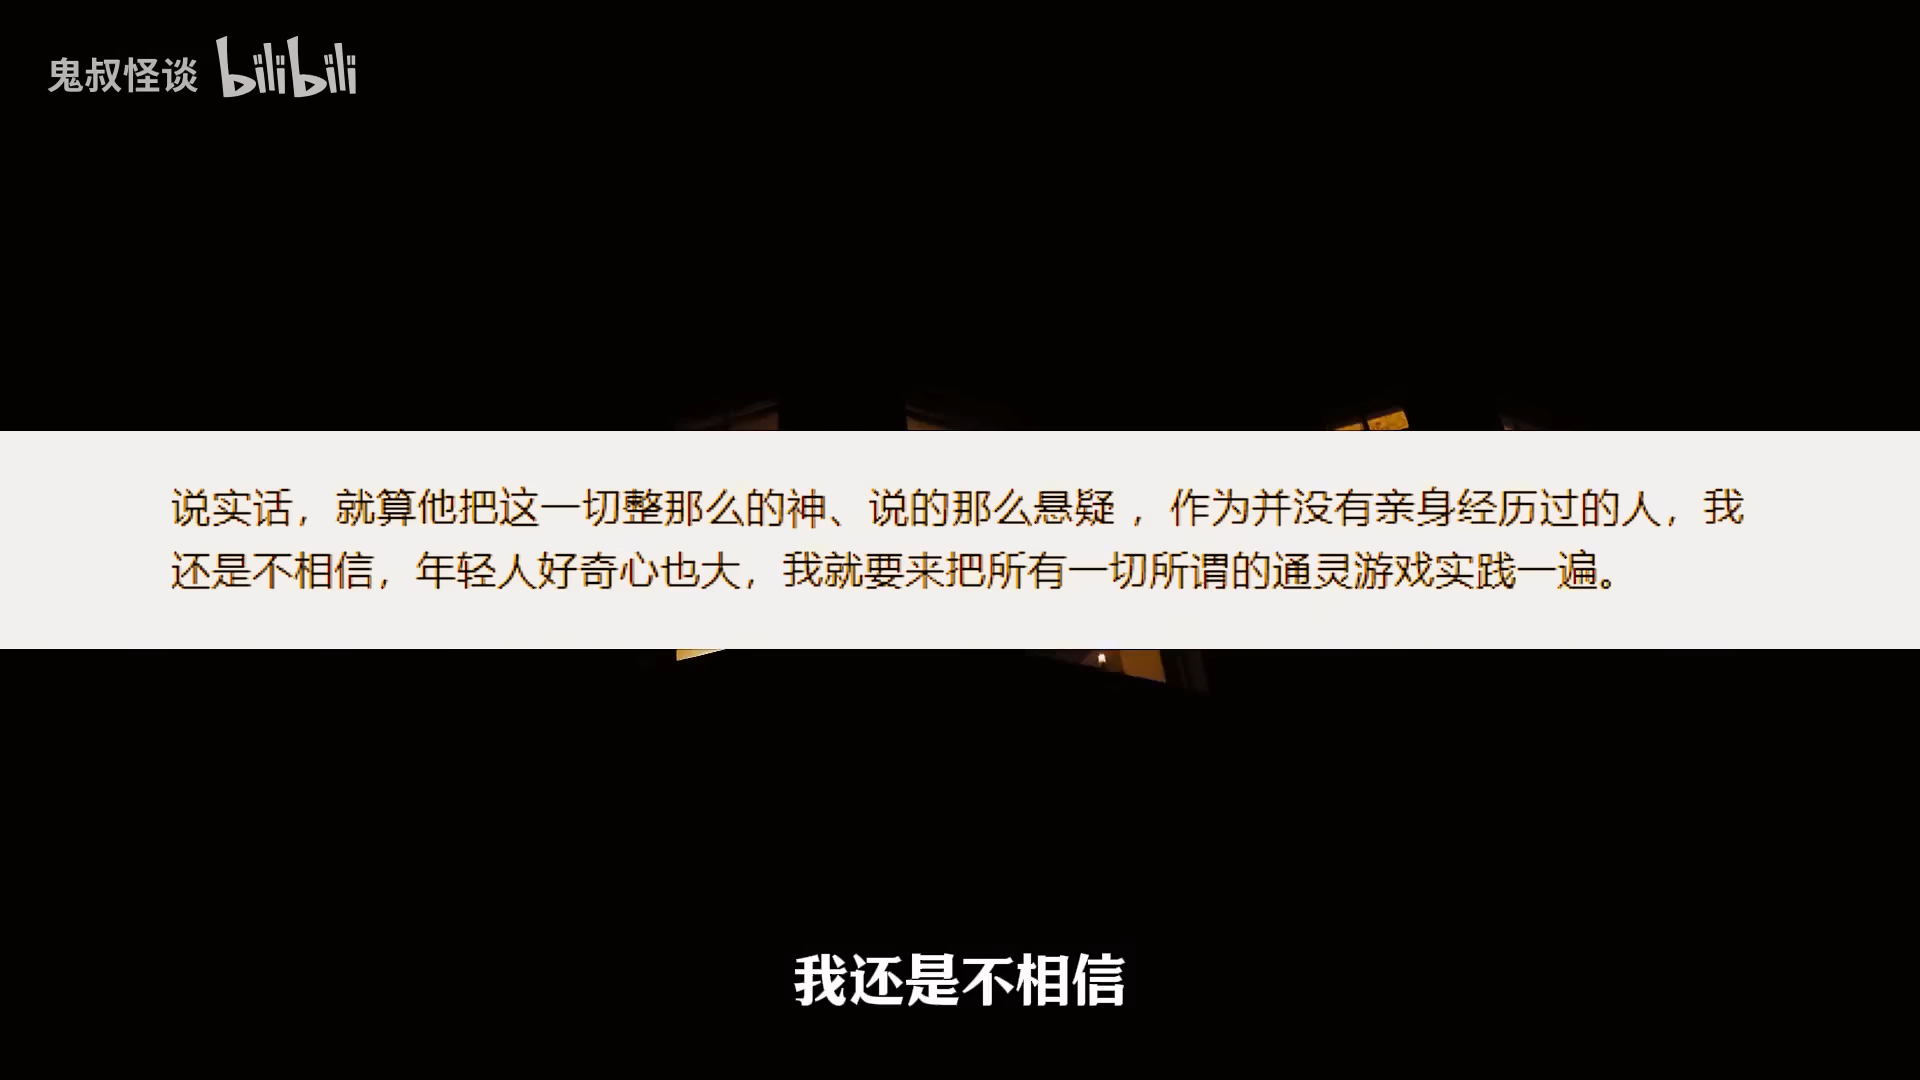 鬼叔怪谈 bilibili
说实话，就算他把这一切整那么的神、说的那么悬疑 ，作为并没有亲身经历过的人，我
还是不相信，年轻人好奇心也大，我就要来把所有一切所谓的通灵游戏实践一遍。
我还是不相信